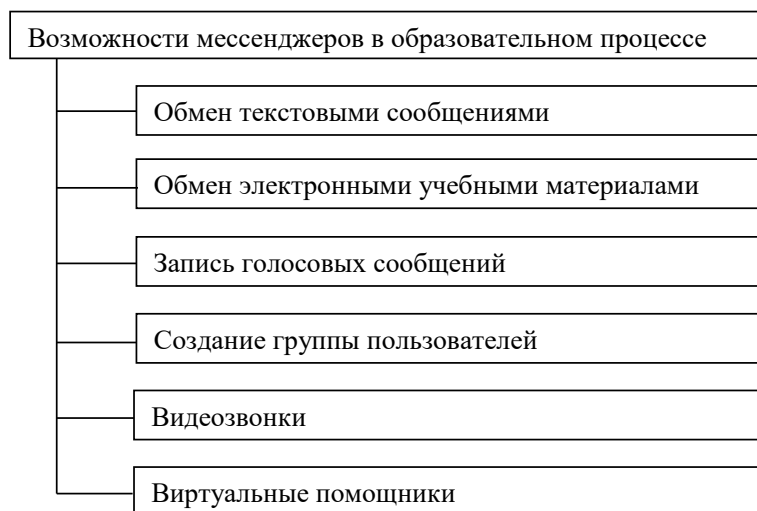 Возможности мессенджеров в образовательном процессе
Обмен текстовыми сообщениями
Обмен электронными учебными материалами
Запись голосовых сообщений
Создание группы пользователей
Видеозвонки
Виртуальные помощники